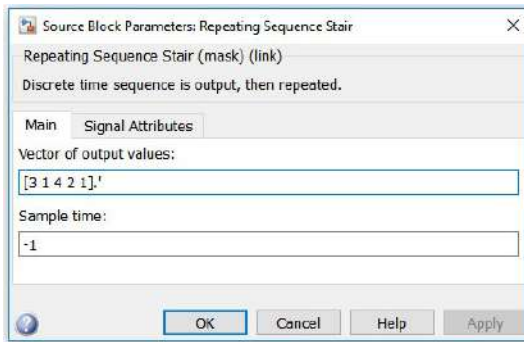 Source Block Parameters: Repeating Sequence Stair
Repeating Sequence Stair (mask) (link)
Discrete time sequence is output, then repeated.
Main Signal Attributes
Vector of output values:
[3 1 4 2 1].'
Sample time:
-1
OK Cancel Help Apply